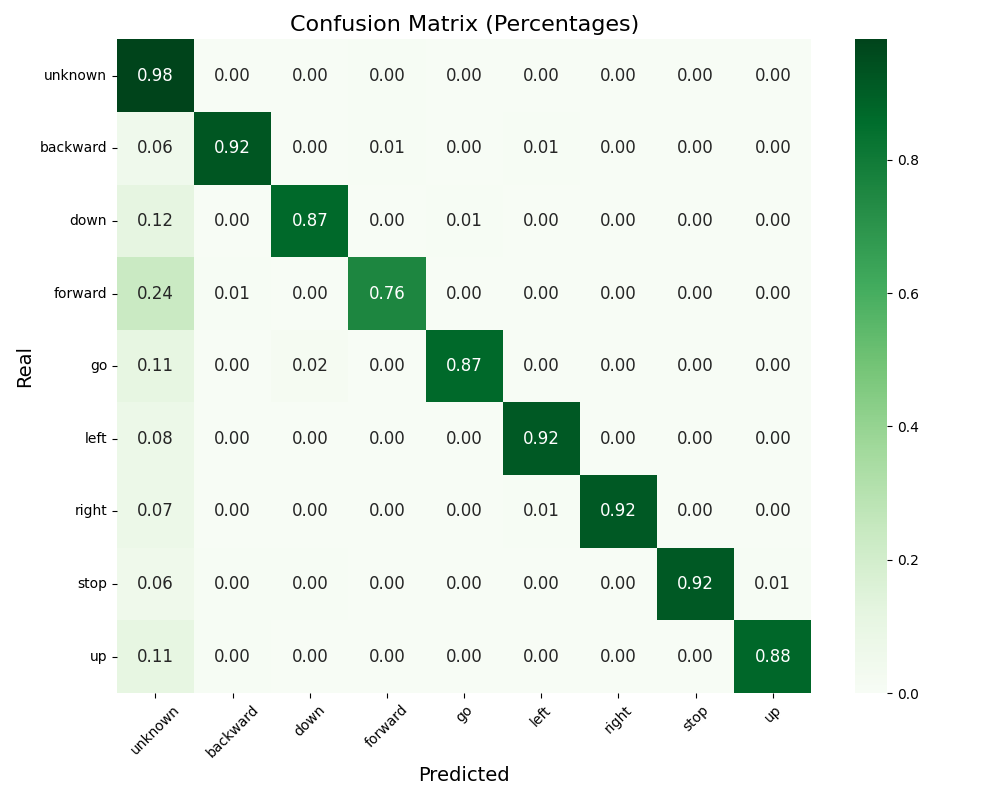 Confusion Matrix (Percentages)
unknown 0.98 0.00 0.00 0.00 0.00 0.00 0.00 0.00 0.00
backward 0.06 0.92 0.00 0.01 0.00 0.01 0.00 0.00 0.00
0.8
down 0.12 0.00 0.87 0.00 0.01 0.00 0.00 0.00 0.00
forward 0.24 0.01 0.00 0.76 0.00 0.00 0.00 0.00 0.00
0.6
Real
go 0.11 0.00 0.02 0.00 0.87 0.00 0.00 0.00 0.00
0.4
left 0.08 0.00 0.00 0.00 0.00 0.92 0.00 0.00 0.00
right 0.07 0.00 0.00 0.00 0.00 0.01 0.92 0.00 0.00
0.2
stop 0.06 0.00 0.00 0.00 0.00 0.00 0.00 0.92 0.01
up 0.11 0.00 0.00 0.00 0.00 0.00 0.00 0.00 0.88
0.0
unknown backward down forward go left right stop up
Predicted